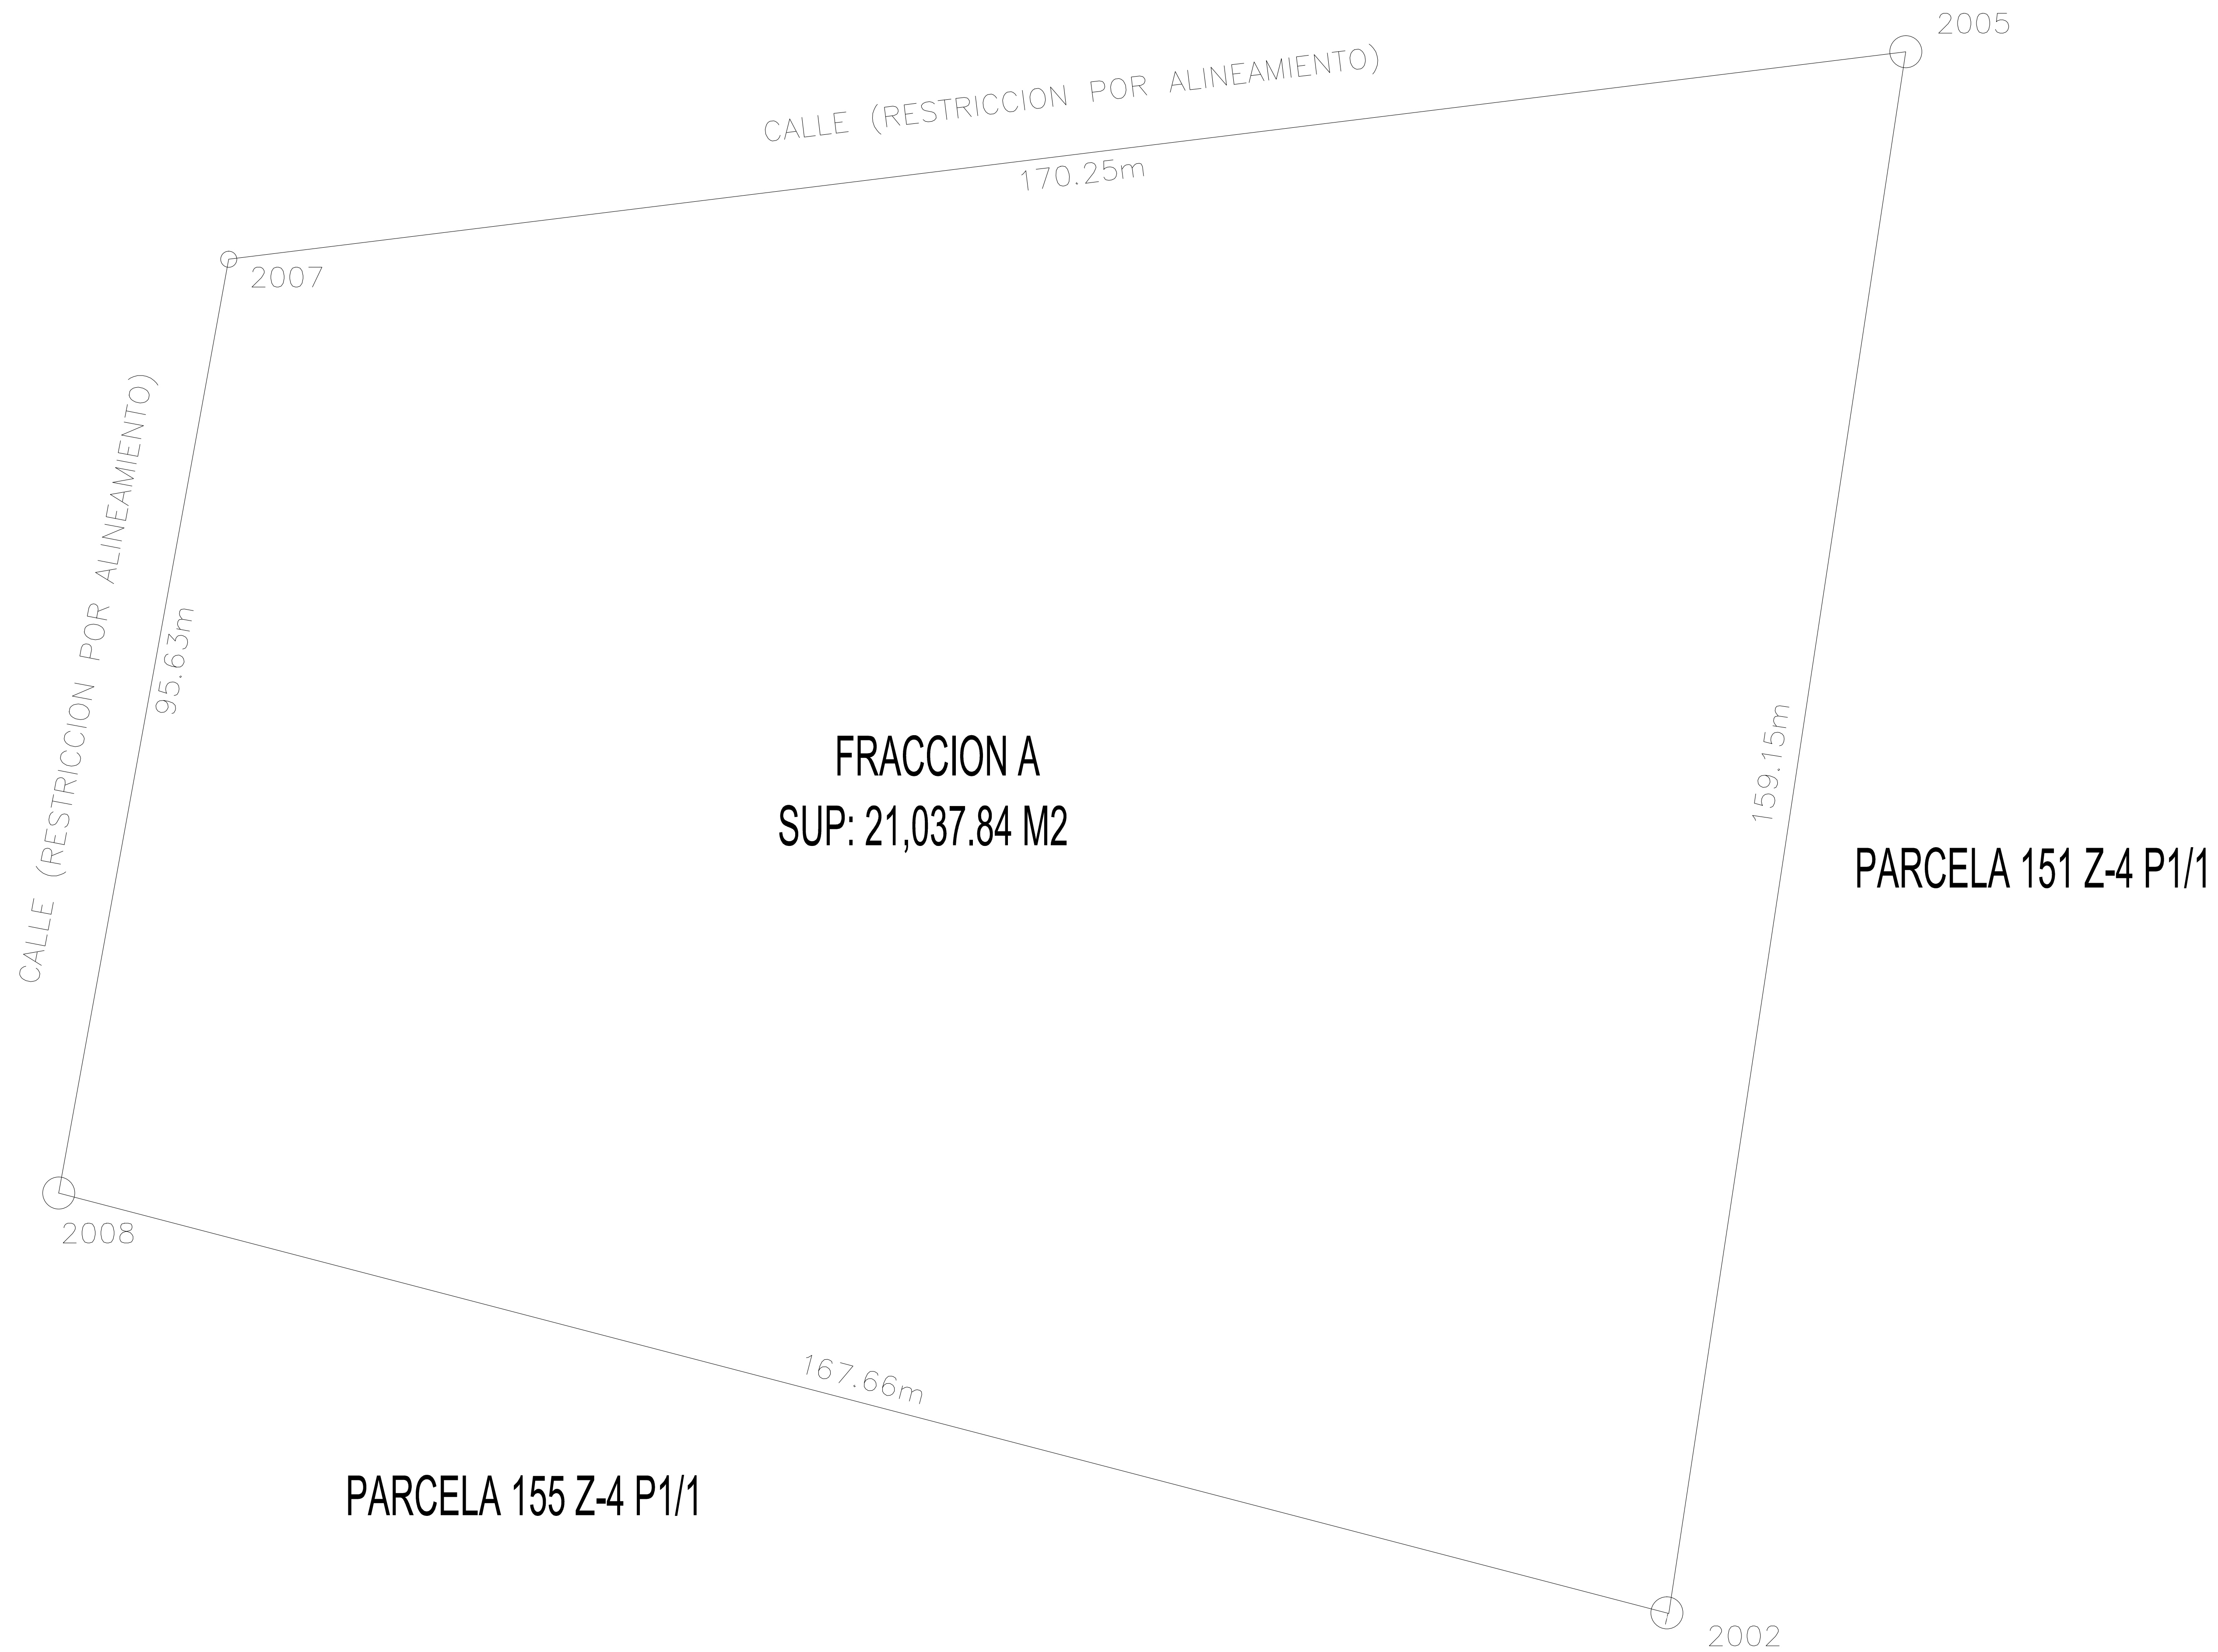 2005
CALLE (RESTRICCION POR ALINEAMIENTO)
170.25m
2007
CALLE (RESTRICCION POR ALINEAMIENTO)
95.63m
159.15m
FRACCION A
SUP: 21,037.84 M2
PARCELA 151 Z-4 P1/1
2008
167.66m
PARCELA 155 Z-4 P1/1
2002